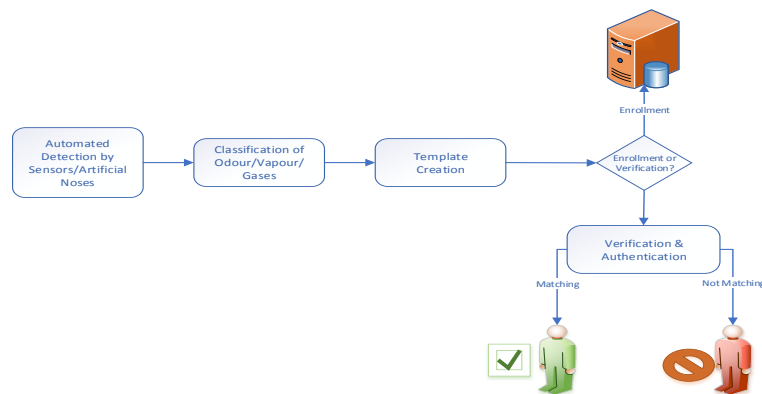 Enrollment
Automated
Detection by
Sensors/Artificial
Noses
Classification of
Odour/Vapour/
Gases
Template
Creation
Enrollment or
Verification?
Verification &
Authentication
Matching
Not Matching